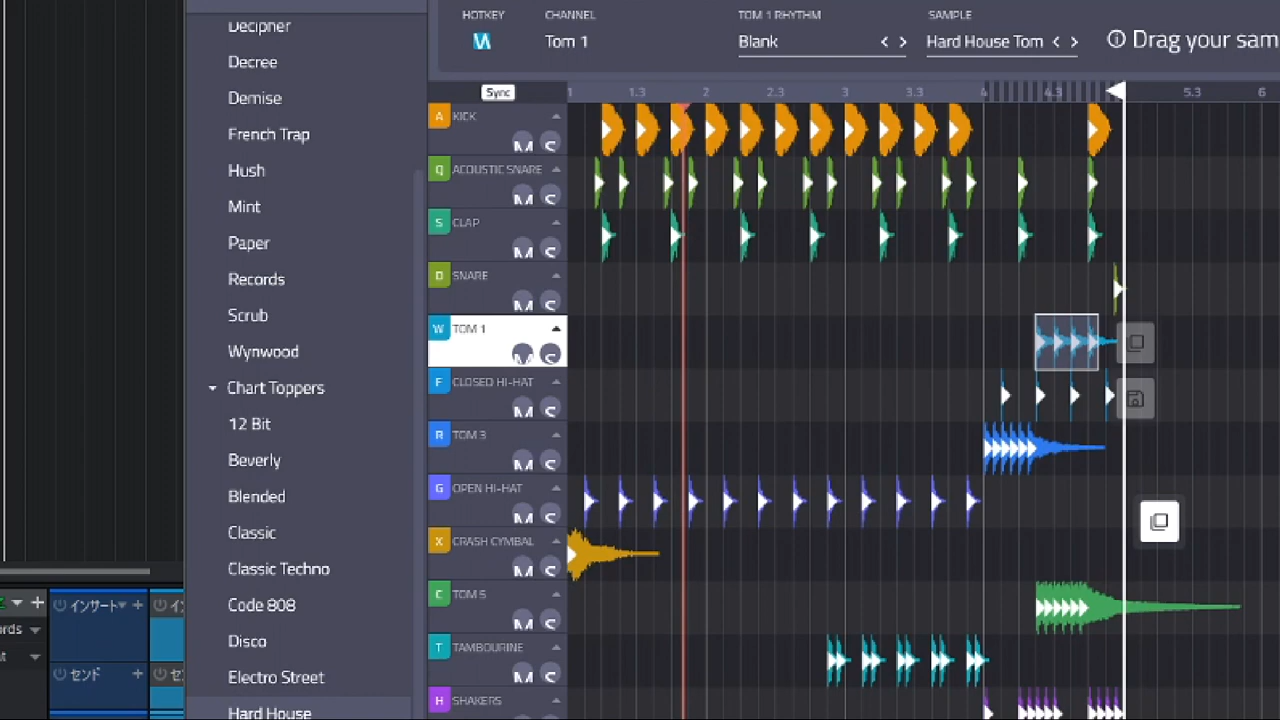 HOTKEY CHANNEL TOM 1 RHYTHM SAMPLE
W Tom 1 Blank < > Hard House Tom < > Drag your sam
Sync 1 1.3 2 2.3 3 3.3 4 4.3 5.3 6
Decipher
Decree
Demise
French Trap
Hush
Mint
Paper
Records
Scrub
Wynwood
Chart Toppers
12 Bit
Beverly
Blended
Classic
Classic Techno
Code 808
Disco
Electro Street
Hard House
A KICK
M S
Q ACOUSTIC SNARE
M S
S CLAP
M S
D SNARE
M S
W TOM 1
M S
F CLOSED HI-HAT
M S
R TOM 3
M S
G OPEN HI-HAT
M S
X CRASH CYMBAL
M S
C TOM 5
M S
T TAMBOURINE
M S
H SHAKERS
インサート
ords
センド